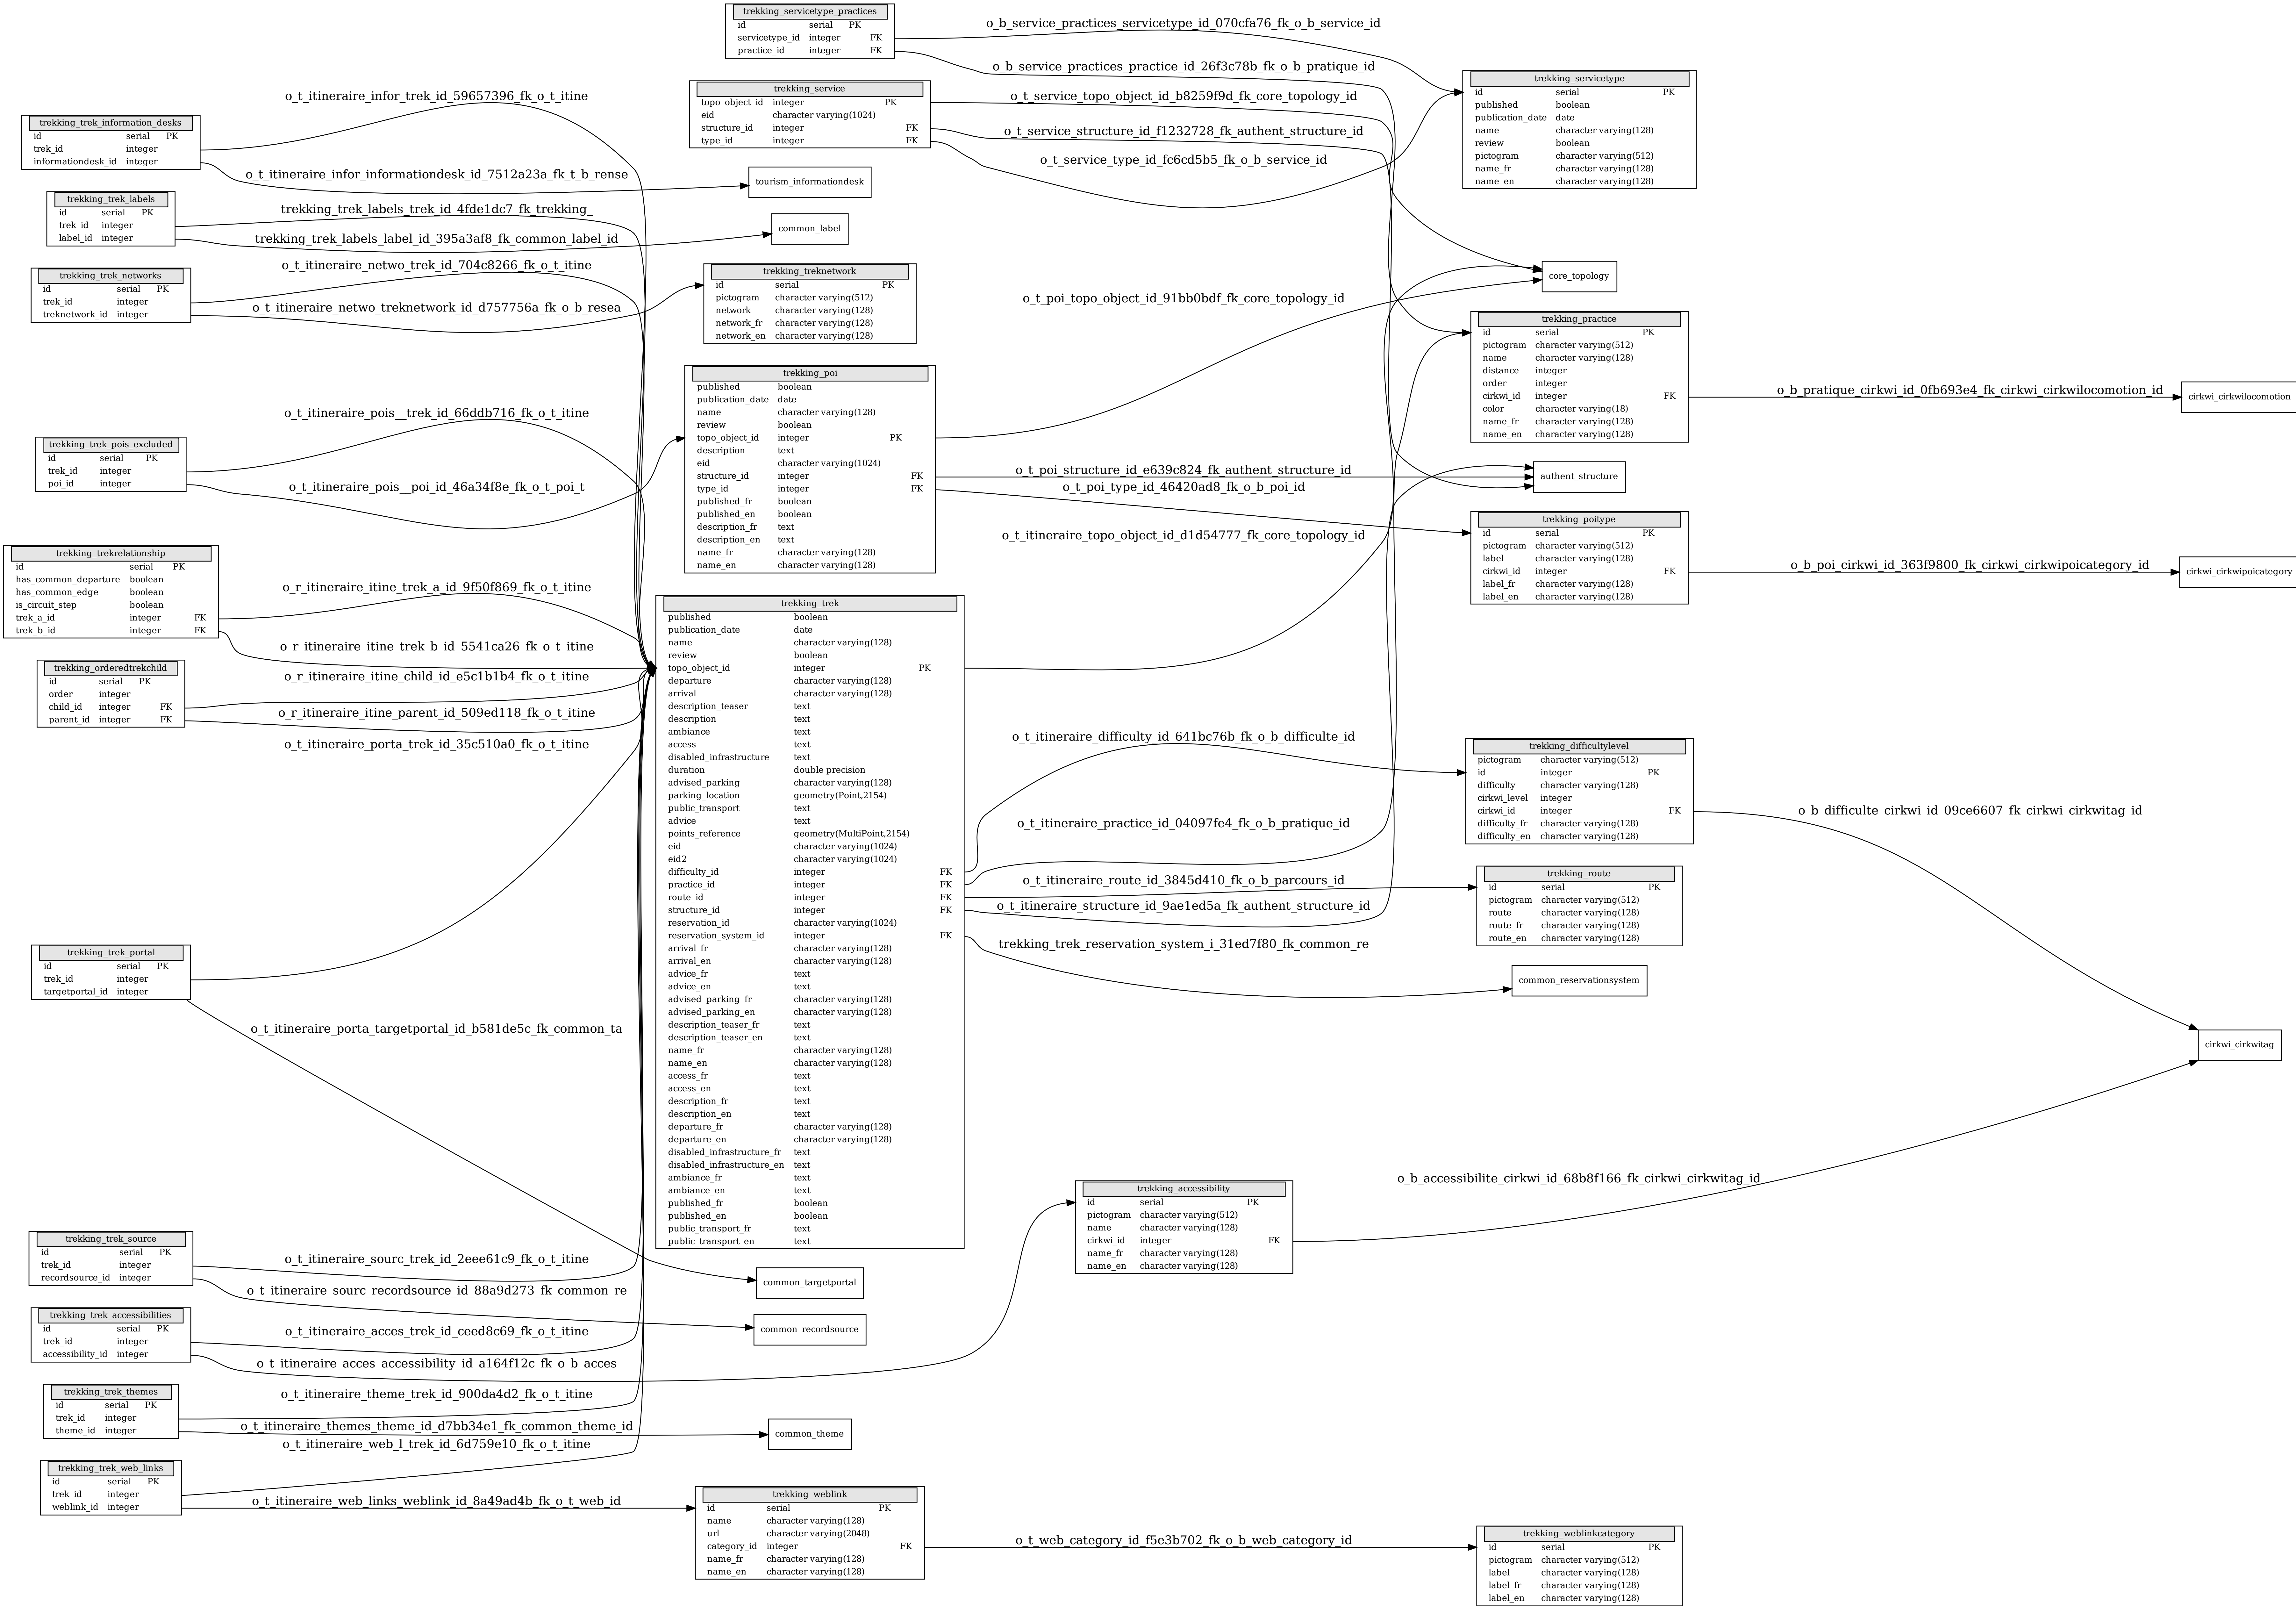 trekking_servicetype_practices
id serial PK
servicetype_id integer FK
practice_id integer FK
o_b_service_practices_servicetype_id_070cfa76_fk_o_b_service_id
o_b_service_practices_practice_id_26f3c78b_fk_o_b_pratique_id
trekking_service
topo_object_id integer PK
eid character varying(1024)
structure_id integer FK
type_id integer FK
o_t_service_topo_object_id_b8259f9d_fk_core_topology_id
o_t_service_structure_id_f1232728_fk_authent_structure_id
o_t_service_type_id_fc6cd5b5_fk_o_b_service_id
trekking_servicetype
id serial PK
published boolean
publication_date date
name character varying(128)
review boolean
pictogram character varying(512)
name_fr character varying(128)
name_en character varying(128)
trekking_trek_information_desks
id serial PK
trek_id integer
informationdesk_id integer
o_t_itineraire_infor_trek_id_59657396_fk_o_t_itine
o_t_itineraire_infor_informationdesk_id_7512a23a_fk_t_b_rense
tourism_informationdesk
trekking_trek_labels
id serial PK
trek_id integer
label_id integer
trekking_trek_labels_trek_id_4fde1dc7_fk_trekking_
trekking_trek_labels_label_id_395a3af8_fk_common_label_id
common_label
trekking_trek_networks
id serial PK
trek_id integer
treknetwork_id integer
o_t_itineraire_netwo_trek_id_704c8266_fk_o_t_itine
o_t_itineraire_netwo_treknetwork_id_d757756a_fk_o_b_resea
trekking_treknetwork
id serial PK
pictogram character varying(512)
network character varying(128)
network_fr character varying(128)
network_en character varying(128)
core_topology
o_t_poi_topo_object_id_91bb0bdf_fk_core_topology_id
trekking_practice
id serial PK
pictogram character varying(512)
name character varying(128)
distance integer
order integer
cirkwi_id integer FK
color character varying(18)
name_fr character varying(128)
name_en character varying(128)
o_b_pratique_cirkwi_id_0fb693e4_fk_cirkwi_cirkwilocomotion_id
cirkwi_cirkwilocomotion
trekking_poi
published boolean
publication_date date
name character varying(128)
review boolean
topo_object_id integer PK
description text
eid character varying(1024)
structure_id integer FK
type_id integer FK
published_fr boolean
published_en boolean
description_fr text
description_en text
name_fr character varying(128)
name_en character varying(128)
trekking_trek_pois_excluded
id serial PK
trek_id integer
poi_id integer
o_t_itineraire_pois__trek_id_66ddb716_fk_o_t_itine
o_t_itineraire_pois__poi_id_46a34f8e_fk_o_t_poi_t
o_t_poi_structure_id_e639c824_fk_authent_structure_id
o_t_poi_type_id_46420ad8_fk_o_b_poi_id
o_t_itineraire_topo_object_id_d1d54777_fk_core_topology_id
authent_structure
trekking_poitype
id serial PK
pictogram character varying(512)
label character varying(128)
cirkwi_id integer FK
label_fr character varying(128)
label_en character varying(128)
o_b_poi_cirkwi_id_363f9800_fk_cirkwi_cirkwipoicategory_id
cirkwi_cirkwipoicategory
trekking_trekrelationship
id serial PK
has_common_departure boolean
has_common_edge boolean
is_circuit_step boolean
trek_a_id integer FK
trek_b_id integer FK
o_r_itineraire_itine_trek_a_id_9f50f869_fk_o_t_itine
o_r_itineraire_itine_trek_b_id_5541ca26_fk_o_t_itine
trekking_orderedtrekchild
id serial PK
order integer
child_id integer FK
parent_id integer FK
o_r_itineraire_itine_child_id_e5c1b1b4_fk_o_t_itine
o_r_itineraire_itine_parent_id_509ed118_fk_o_t_itine
o_t_itineraire_porta_trek_id_35c510a0_fk_o_t_itine
trekking_trek
published boolean
publication_date date
name character varying(128)
review boolean
topo_object_id integer PK
departure character varying(128)
arrival character varying(128)
description_teaser text
description text
ambiance text
access text
disabled_infrastructure text
duration double precision
advised_parking character varying(128)
parking_location geometry(Point,2154)
public_transport text
advice text
points_reference geometry(MultiPoint,2154)
eid character varying(1024)
eid2 character varying(1024)
difficulty_id integer FK
practice_id integer FK
route_id integer FK
structure_id integer FK
reservation_id character varying(1024)
reservation_system_id integer FK
arrival_fr character varying(128)
arrival_en character varying(128)
advice_fr text
advice_en text
advised_parking_fr character varying(128)
advised_parking_en character varying(128)
description_teaser_fr text
description_teaser_en text
name_fr character varying(128)
name_en character varying(128)
access_fr text
access_en text
description_fr text
description_en text
departure_fr character varying(128)
departure_en character varying(128)
disabled_infrastructure_fr text
disabled_infrastructure_en text
ambiance_fr text
ambiance_en text
published_fr boolean
published_en boolean
public_transport_fr text
public_transport_en text
o_t_itineraire_difficulty_id_641bc76b_fk_o_b_difficulte_id
o_t_itineraire_practice_id_04097fe4_fk_o_b_pratique_id
o_t_itineraire_route_id_3845d410_fk_o_b_parcours_id
o_t_itineraire_structure_id_9ae1ed5a_fk_authent_structure_id
trekking_trek_reservation_system_i_31ed7f80_fk_common_re
trekking_difficultylevel
pictogram character varying(512)
id integer PK
difficulty character varying(128)
cirkwi_level integer
cirkwi_id integer FK
difficulty_fr character varying(128)
difficulty_en character varying(128)
o_b_difficulte_cirkwi_id_09ce6607_fk_cirkwi_cirkwitag_id
trekking_route
id serial PK
pictogram character varying(512)
route character varying(128)
route_fr character varying(128)
route_en character varying(128)
common_reservationsystem
cirkwi_cirkwitag
trekking_trek_portal
id serial PK
trek_id integer
targetportal_id integer
o_t_itineraire_porta_targetportal_id_b581de5c_fk_common_ta
trekking_accessibility
id serial PK
pictogram character varying(512)
name character varying(128)
cirkwi_id integer FK
name_fr character varying(128)
name_en character varying(128)
o_b_accessibilite_cirkwi_id_68b8f166_fk_cirkwi_cirkwitag_id
trekking_trek_source
id serial PK
trek_id integer
recordsource_id integer
o_t_itineraire_sourc_trek_id_2eee61c9_fk_o_t_itine
o_t_itineraire_sourc_recordsource_id_88a9d273_fk_common_re
common_targetportal
common_recordsource
trekking_trek_accessibilities
id serial PK
trek_id integer
accessibility_id integer
o_t_itineraire_acces_trek_id_ceed8c69_fk_o_t_itine
o_t_itineraire_acces_accessibility_id_a164f12c_fk_o_b_acces
trekking_trek_themes
id serial PK
trek_id integer
theme_id integer
o_t_itineraire_theme_trek_id_900da4d2_fk_o_t_itine
o_t_itineraire_themes_theme_id_d7bb34e1_fk_common_theme_id
common_theme
o_t_itineraire_web_l_trek_id_6d759e10_fk_o_t_itine
trekking_trek_web_links
id serial PK
trek_id integer
weblink_id integer
o_t_itineraire_web_links_weblink_id_8a49ad4b_fk_o_t_web_id
trekking_weblink
id serial PK
name character varying(128)
url character varying(2048)
category_id integer FK
name_fr character varying(128)
name_en character varying(128)
o_t_web_category_id_f5e3b702_fk_o_b_web_category_id
trekking_weblinkcategory
id serial PK
pictogram character varying(512)
label character varying(128)
label_fr character varying(128)
label_en character varying(128)